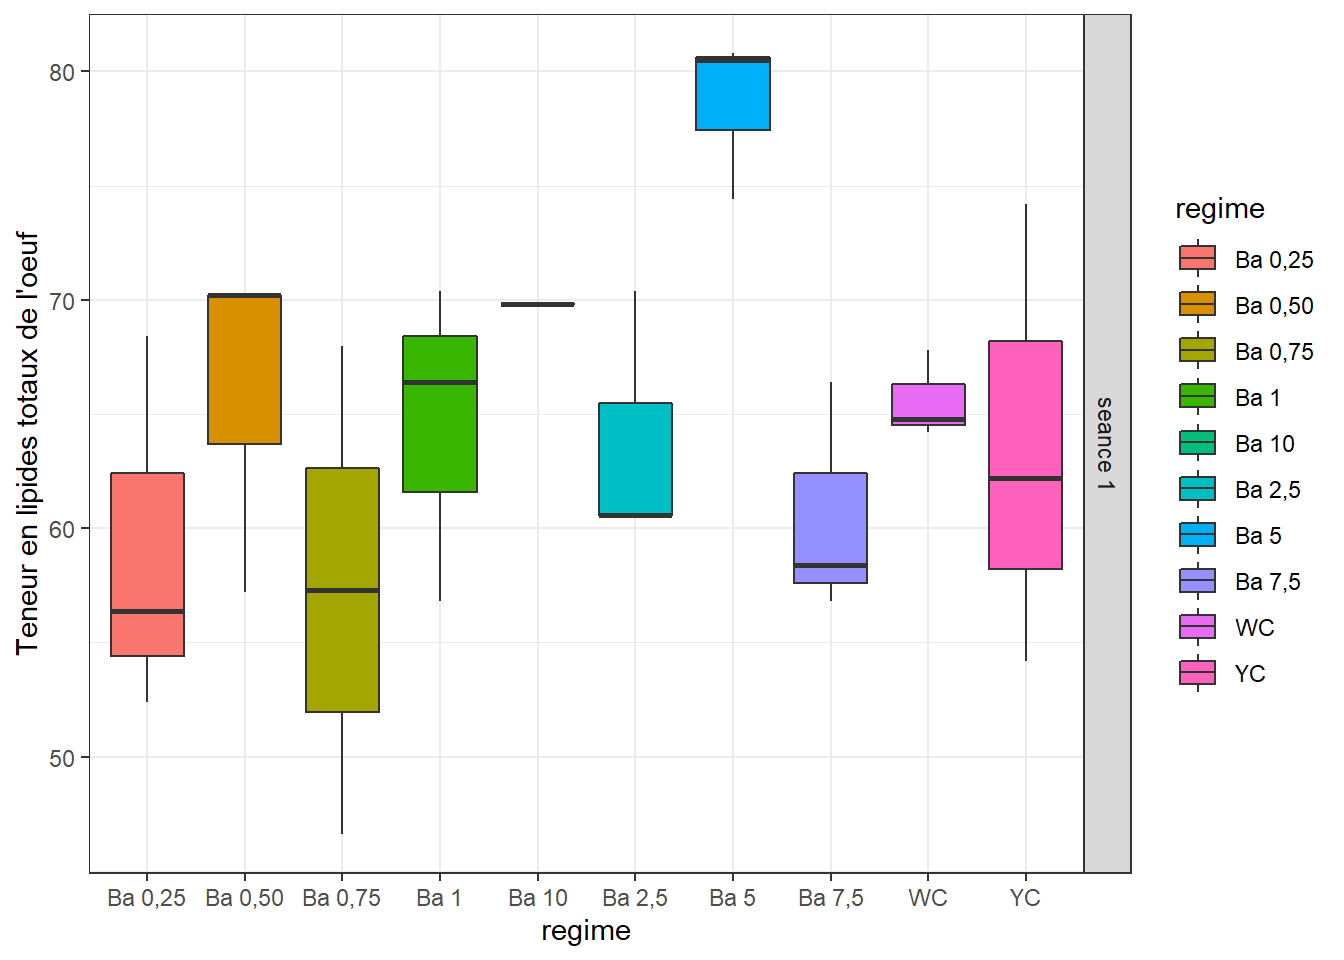 Teneur en lipides totaux de l'oeuf
80
70
60
50
Ba 0,25 Ba 0,50 Ba 0,75 Ba 1 Ba 10 Ba 2,5 Ba 5 Ba 7,5 WC YC
regime
seance 1
regime
Ba 0,25
Ba 0,50
Ba 0,75
Ba 1
Ba 10
Ba 2,5
Ba 5
Ba 7,5
WC
YC